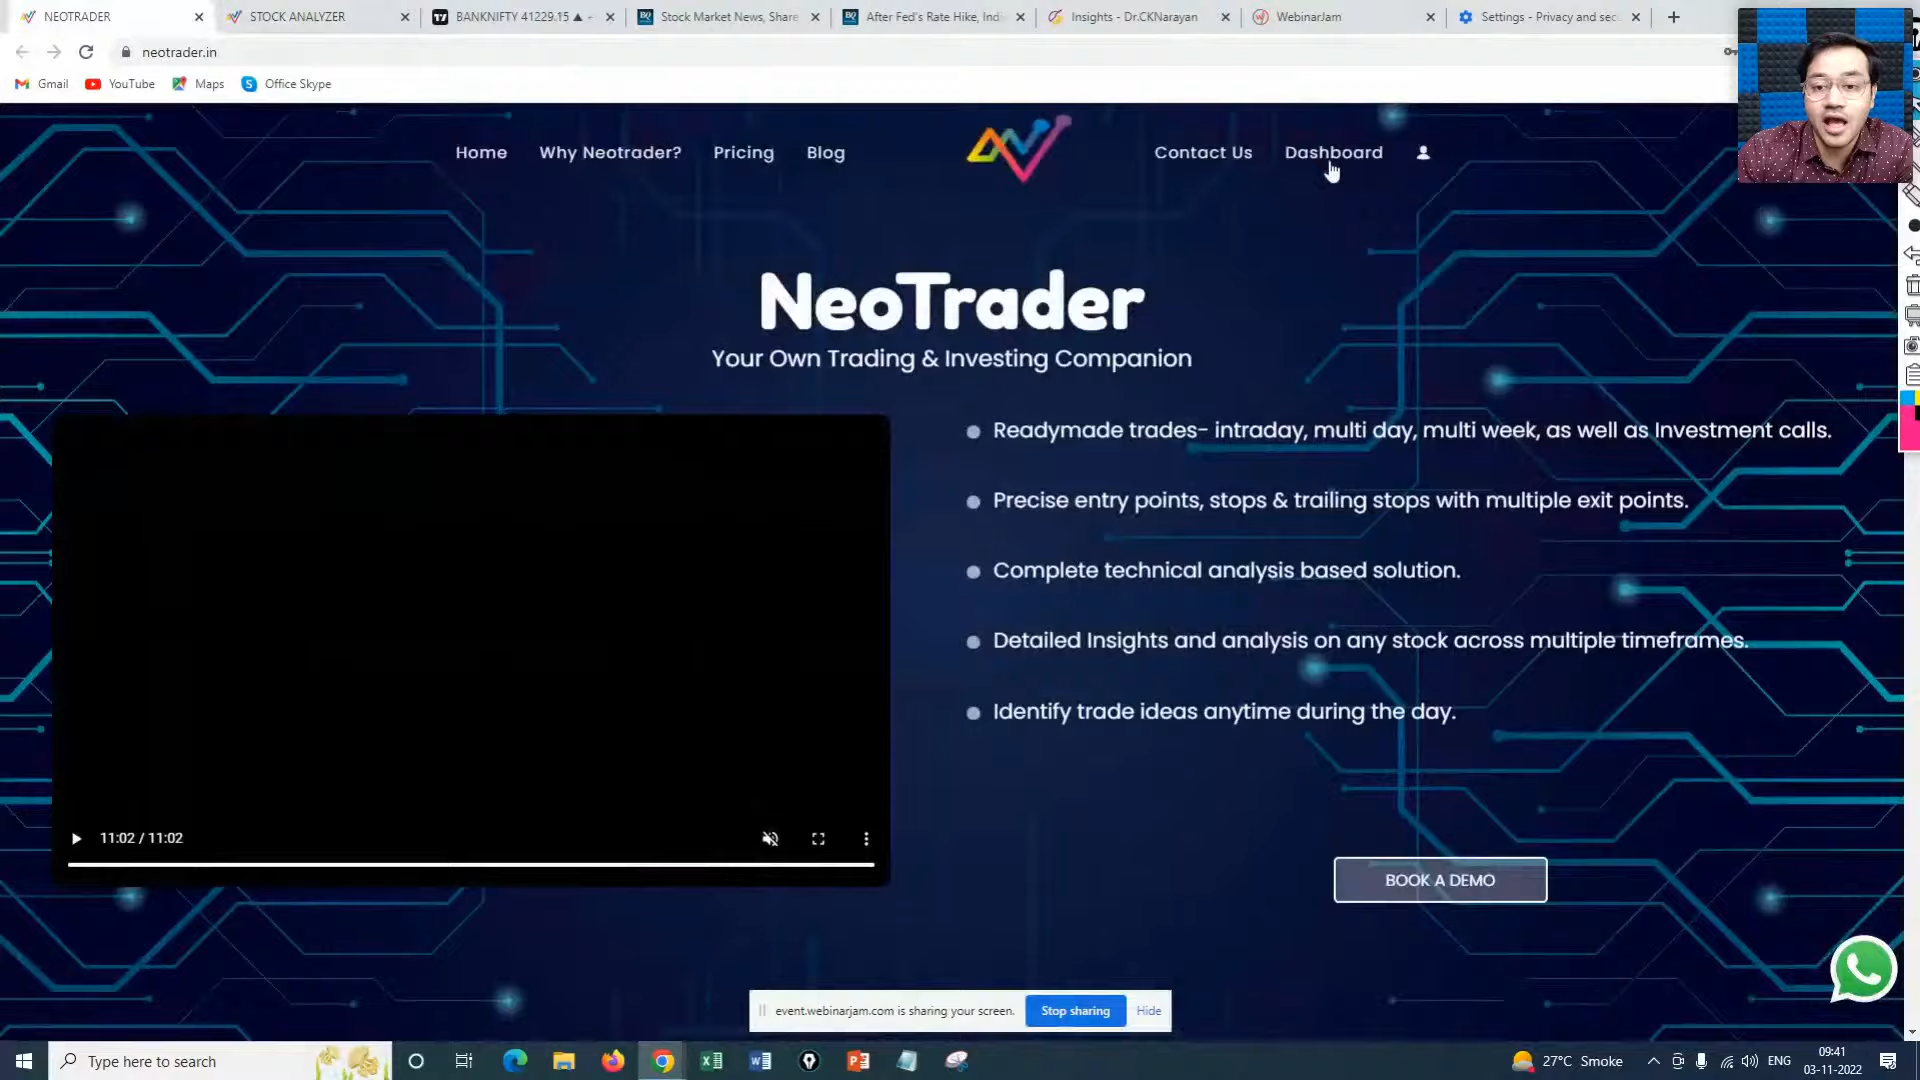 NEOTRADER
STOCK ANALYZER
BANKNIFTY 41229.15 ▲
Stock Market News, Share
After Fed's Rate Hike, Indi
Insights - Dr.CKNarayan
WebinarJam
Settings - Privacy and sec
neotrader.in
Gmail
YouTube
Maps
Office Skype
Home
Why Neotrader?
Pricing
Blog
Contact Us
Dashboard
NeoTrader
Your Own Trading & Investing Companion
Readymade trades- intraday, multi day, multi week, as well as Investment calls.
Precise entry points, stops & trailing stops with multiple exit points.
Complete technical analysis based solution.
Detailed Insights and analysis on any stock across multiple timeframes.
Identify trade ideas anytime during the day.
11:02 / 11:02
BOOK A DEMO
event.webinarjam.com is sharing your screen.
Stop sharing
Hide
Type here to search
27°C Smoke
ENG
09:41
03-11-2022